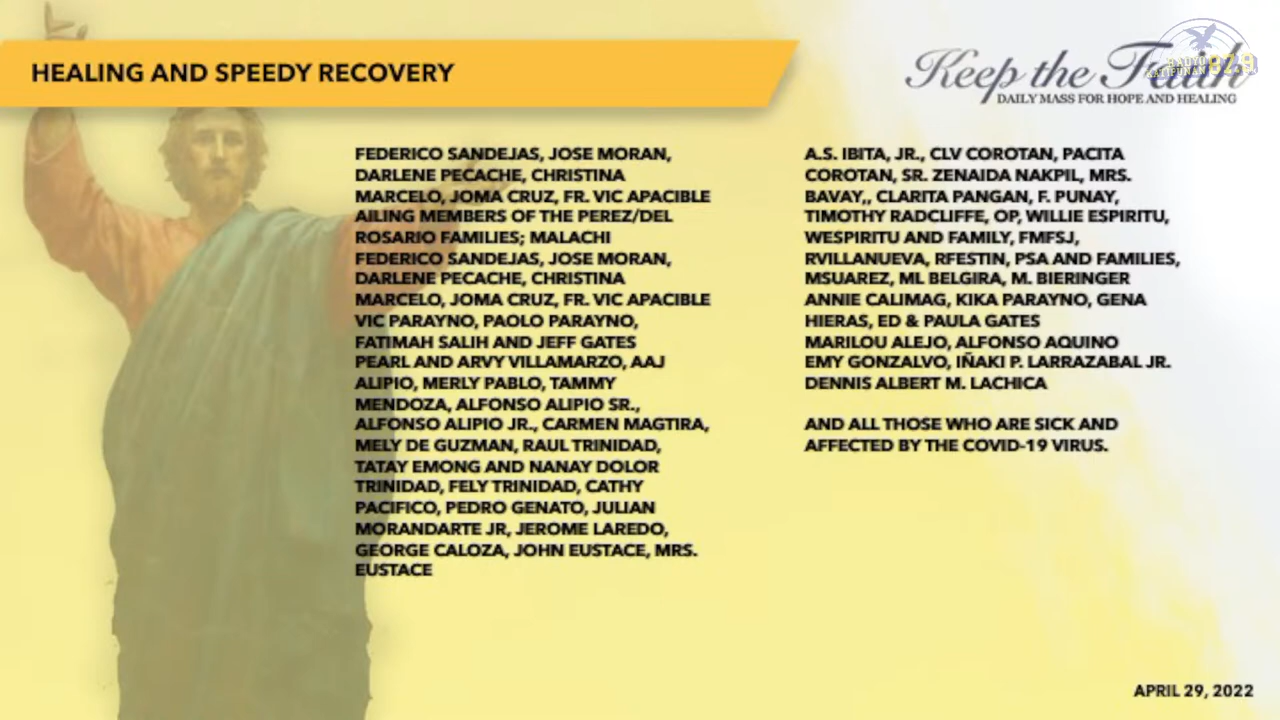 HEALING AND SPEEDY RECOVERY
Keep the Faith
DAILY MASS FOR HOPE AND HEALING
RADYO
KATIPUNAN 87.9
FEDERICO SANDEJAS, JOSE MORAN,
DARLENE PECACHE, CHRISTINA
MARCELO, JOMA CRUZ, FR. VIC APACIBLE
AILING MEMBERS OF THE PEREZ/DEL
ROSARIO FAMILIES; MALACHI
FEDERICO SANDEJAS, JOSE MORAN,
DARLENE PECACHE, CHRISTINA
MARCELO, JOMA CRUZ, FR. VIC APACIBLE
VIC PARAYNO, PAOLO PARAYNO,
FATIMAH SALIH AND JEFF GATES
PEARL AND ARVY VILLAMARZO, AAJ
ALIPIO, MERLY PABLO, TAMMY
MENDOZA, ALFONSO ALIPIO SR.,
ALFONSO ALIPIO JR., CARMEN MAGTIRA,
MELY DE GUZMAN, RAUL TRINIDAD,
TATAY EMONG AND NANAY DOLOR
TRINIDAD, FELY TRINIDAD, CATHY
PACIFICO, PEDRO GENATO, JULIAN
MORANDARTE JR, JEROME LAREDO,
GEORGE CALOZA, JOHN EUSTACE, MRS.
EUSTACE
A.S. IBITA, JR., CLV COROTAN, PACITA
COROTAN, SR. ZENAIDA NAKPIL, MRS.
BAVAY,, CLARITA PANGAN, F. PUNAY,
TIMOTHY RADCLIFFE, OP, WILLIE ESPIRITU,
WESPIRITU AND FAMILY, FMFSJ,
RVILLANUEVA, RFESTIN, PSA AND FAMILIES,
MSUAREZ, ML BELGIRA, M. BIERINGER
ANNIE CALIMAG, KIKA PARAYNO, GENA
HIERAS, ED & PAULA GATES
MARILOU ALEJO, ALFONSO AQUINO
EMY GONZALVO, IÑAKI P. LARRAZABAL JR.
DENNIS ALBERT M. LACHICA
AND ALL THOSE WHO ARE SICK AND
AFFECTED BY THE COVID-19 VIRUS.
APRIL 29, 2022